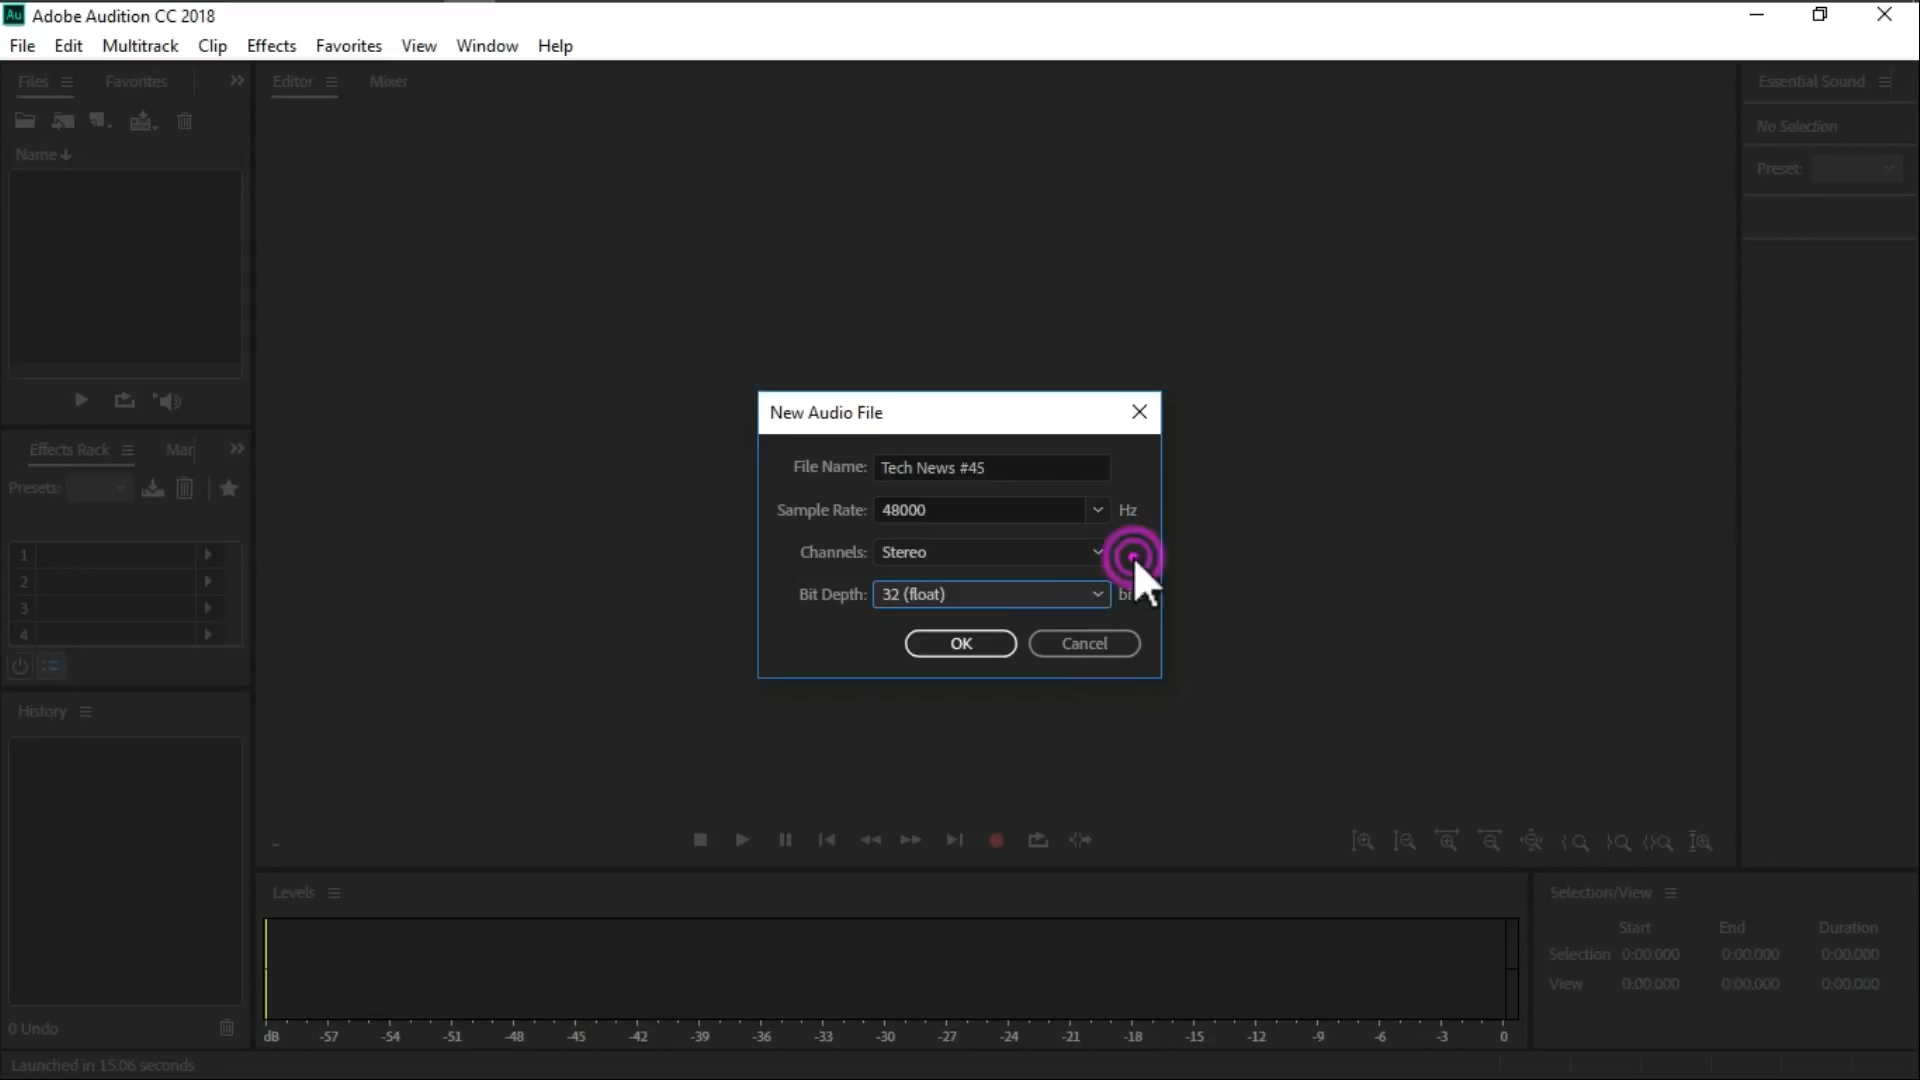 Au Adobe Audition CC 2018
File Edit Multitrack Clip Effects Favorites View Window Help
Files Favorites
Editor Mixer
Essential Sound
No Selection
Name
Preset:
New Audio File
File Name: Tech News #45
Sample Rate: 48000 Hz
Channels: Stereo
Bit Depth: 32 (float)
OK Cancel
Effects Rack Mar
Presets:
1
2
3
4
History
0 Undo
Levels
dB -57 -54 -51 -48 -45 -42 -39 -36 -33 -30 -27 -24 -21 -18 -15 -12 -9 -6 -3 0
Selection/View
Start End Duration
Selection 0:00.000 0:00.000 0:00.000
View 0:00.000 0:00.000 0:00.000
Launched in 15.06 seconds